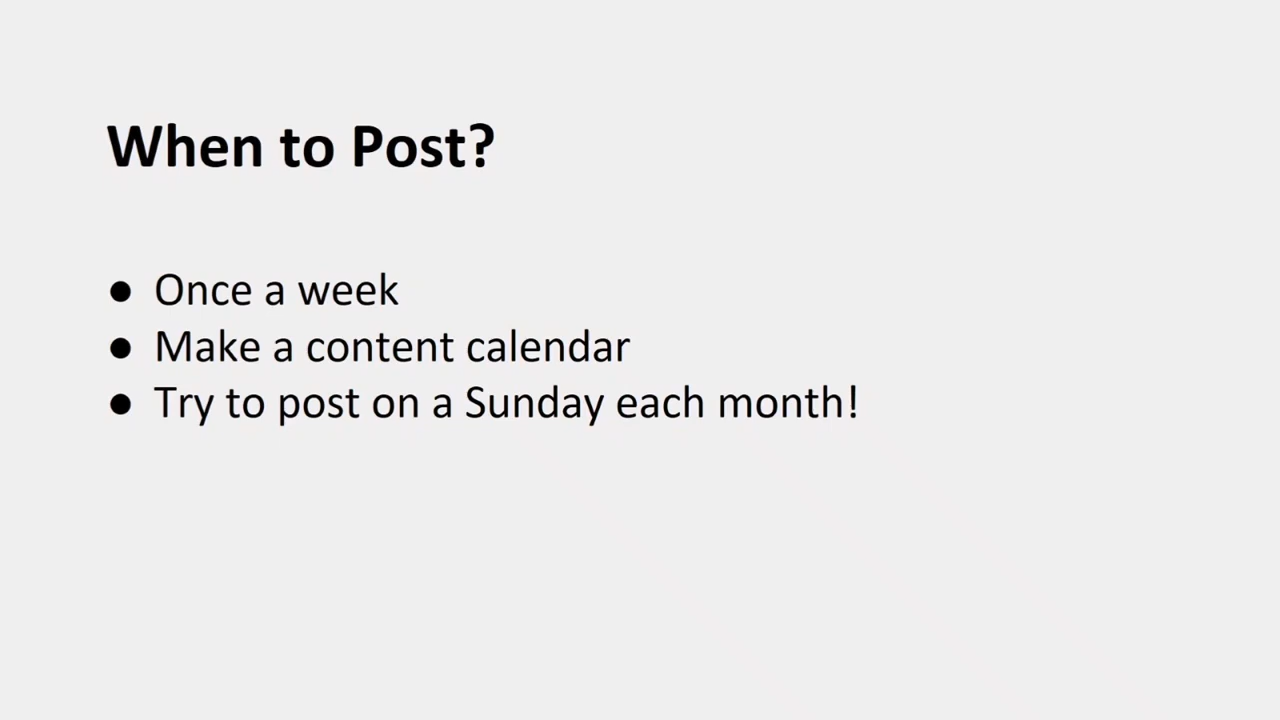 When to Post?
● Once a week
● Make a content calendar
● Try to post on a Sunday each month!